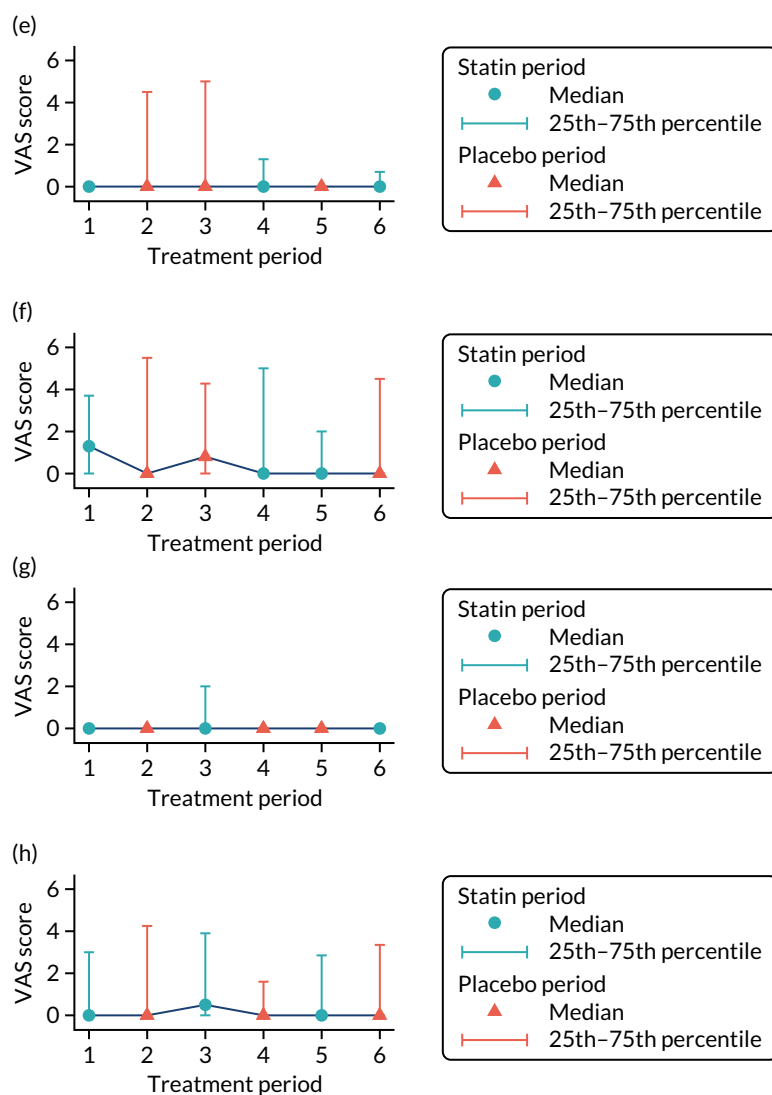 (e)
6
4
2
0
VAS score
1 2 3 4 5 6
Treatment period
Statin period
Median
25th–75th percentile
Placebo period
Median
25th–75th percentile
(f)
6
4
2
0
VAS score
1 2 3 4 5 6
Treatment period
Statin period
Median
25th–75th percentile
Placebo period
Median
25th–75th percentile
(g)
6
4
2
0
VAS score
1 2 3 4 5 6
Treatment period
Statin period
Median
25th–75th percentile
Placebo period
Median
25th–75th percentile
(h)
6
4
2
0
VAS score
1 2 3 4 5 6
Treatment period
Statin period
Median
25th–75th percentile
Placebo period
Median
25th–75th percentile